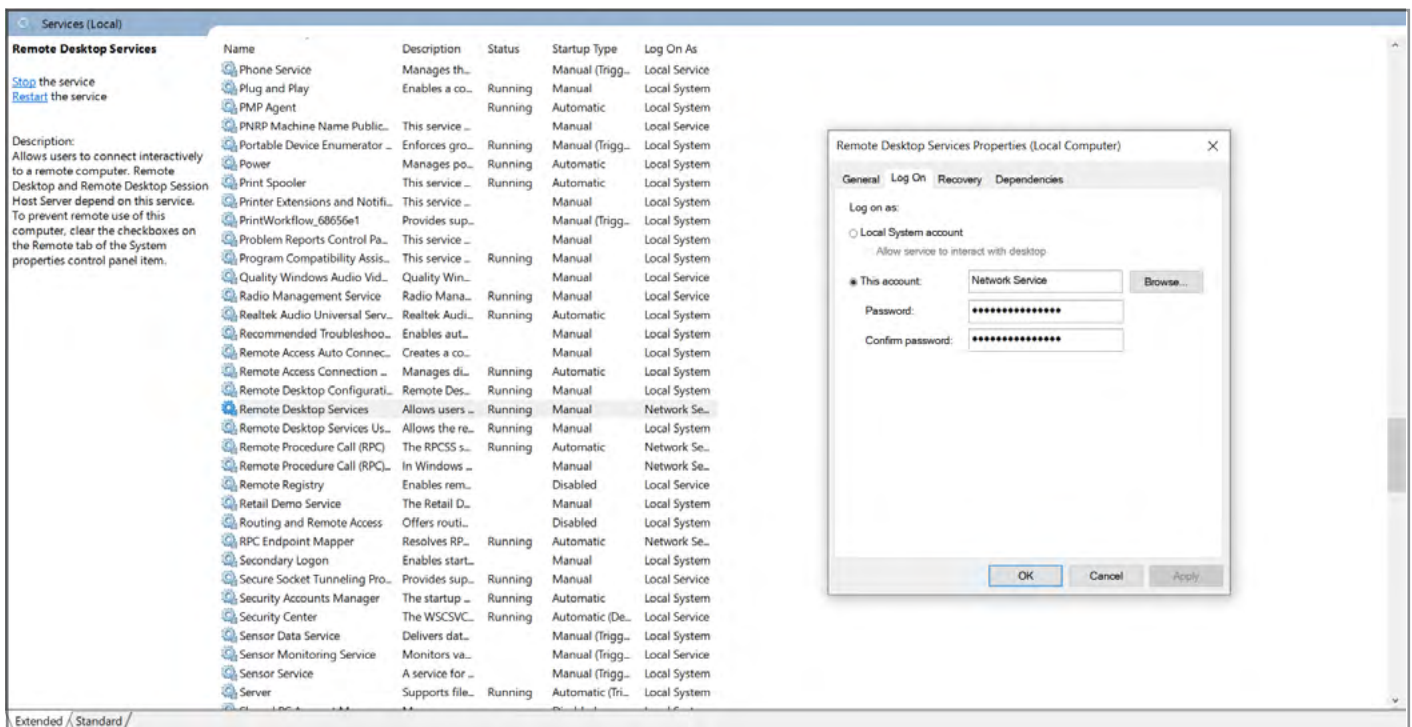 Services (Local)
Remote Desktop Services
Stop the service
Restart the service
Description:
Allows users to connect interactively
to a remote computer. Remote
Desktop and Remote Desktop Session
Host Server depend on this service.
To prevent remote use of this
computer, clear the checkboxes on
the Remote tab of the System
properties control panel item.
Name Description Status Startup Type Log On As
Phone Service Manages th... Manual (Trigg... Local Service
Plug and Play Enables a co... Running Manual Local System
PMP Agent Running Automatic Local System
PNRP Machine Name Public... This service ... Manual Local Service
Portable Device Enumerator ... Enforces gro... Running Manual (Trigg... Local System
Power Manages po... Running Automatic Local System
Print Spooler This service ... Running Automatic Local System
Printer Extensions and Notifi... This service ... Manual Local System
PrintWorkflow_68656e1 Provides sup... Manual (Trigg... Local System
Problem Reports Control Pa... This service ... Manual Local System
Program Compatibility Assis... This service ... Running Manual Local System
Quality Windows Audio Vid... Quality Win... Manual Local Service
Radio Management Service Radio Mana... Running Manual Local Service
Realtek Audio Universal Serv... Realtek Audi... Running Automatic Local System
Recommended Troubleshoo... Enables aut... Manual Local System
Remote Access Auto Connec... Creates a co... Manual Local System
Remote Access Connection ... Manages di... Running Automatic Local System
Remote Desktop Configurati... Remote Des... Running Manual Local System
Remote Desktop Services Allows users ... Running Manual Network Se...
Remote Desktop Services Us... Allows the re... Running Manual Local System
Remote Procedure Call (RPC) The RPCSS s... Running Automatic Network Se...
Remote Procedure Call (RPC)... In Windows ... Manual Network Se...
Remote Registry Enables rem... Disabled Local Service
Retail Demo Service The Retail D... Manual Local System
Routing and Remote Access Offers routi... Disabled Local System
RPC Endpoint Mapper Resolves RP... Running Automatic Network Se...
Secondary Logon Enables start... Manual Local System
Secure Socket Tunneling Pro... Provides sup... Running Manual Local Service
Security Accounts Manager The startup ... Running Automatic Local System
Security Center The WSCSVC... Running Automatic (De... Local Service
Sensor Data Service Delivers dat... Manual (Trigg... Local System
Sensor Monitoring Service Monitors va... Manual (Trigg... Local Service
Sensor Service A service for ... Manual (Trigg... Local System
Server Supports file... Running Automatic (Tri... Local System
Extended Standard
Remote Desktop Services Properties (Local Computer)
General Log On Recovery Dependencies
Log on as:
Local System account
Allow service to interact with desktop
This account: Network Service Browse...
Password: •••••••••••••••
Confirm password: •••••••••••••••
OK Cancel Apply